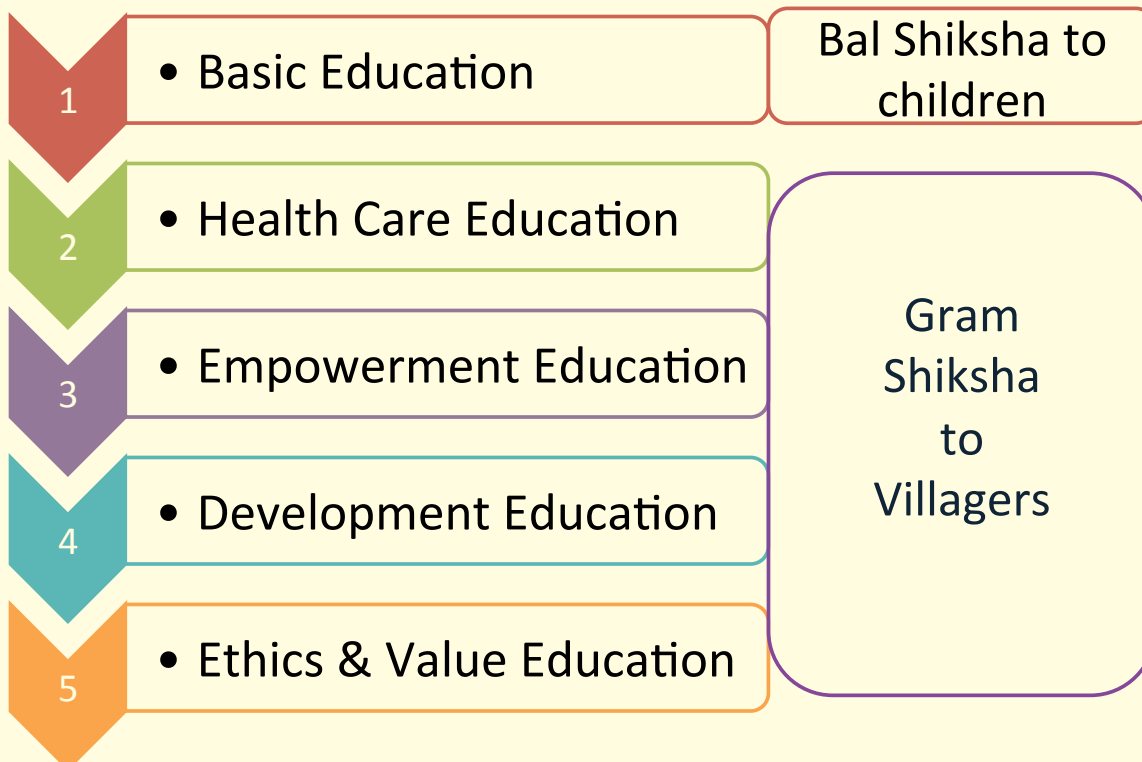 1
• Basic Education
Bal Shiksha to
children
2
• Health Care Education
3
• Empowerment Education
4
• Development Education
5
• Ethics & Value Education
Gram
Shiksha
to
Villagers